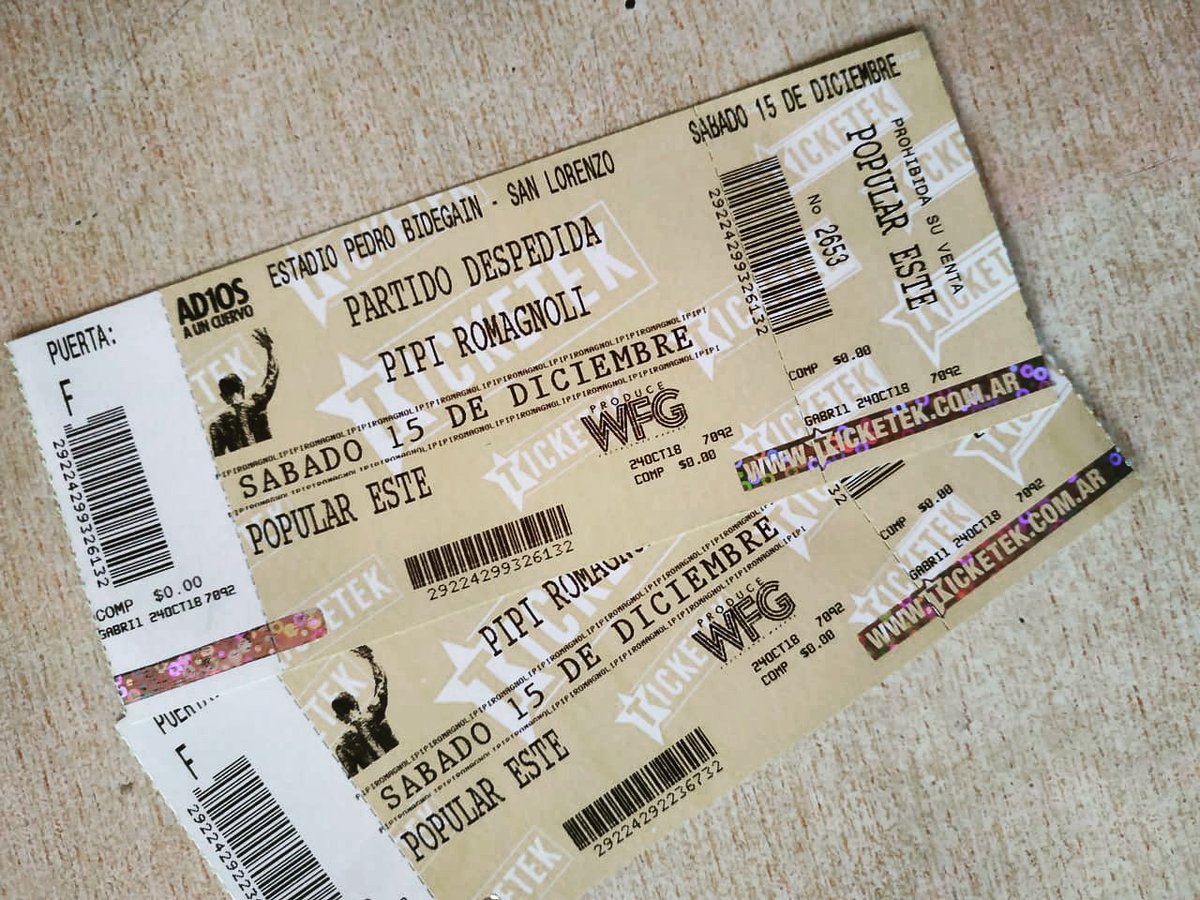 PUERTA:
F
29224299326132
COMP $0.00
GABRI1 24OCT18 7092
AD1OS
A UN CUERVO
ESTADIO PEDRO BIDEGAIN - SAN LORENZO
PARTIDO DESPEDIDA
PIPI ROMAGNOLI
SABADO 15 DE DICIEMBRE
POPULAR ESTE
PRODUCE
WFG
24OCT18 7092
COMP $0.00
29224299326132
TICKETEK
SABADO 15 DE DICIEMBRE
29224299326132
No 2653
POPULAR ESTE
PROHIBIDA SU VENTA
COMP $0.00
GABRI1 24OCT18 7092
WWW.TICKETEK.COM.AR
F
PIPI ROMAGNO
SABADO 15 DE DICIEMBRE
POPULAR ESTE
PRODUCE
WFG
24OCT18 7092
COMP $0.00
29224292236732
TICKETEK
32
COMP $0.00
GABRI1 24OCT18 7092
WWW.TICKETEK.COM.AR